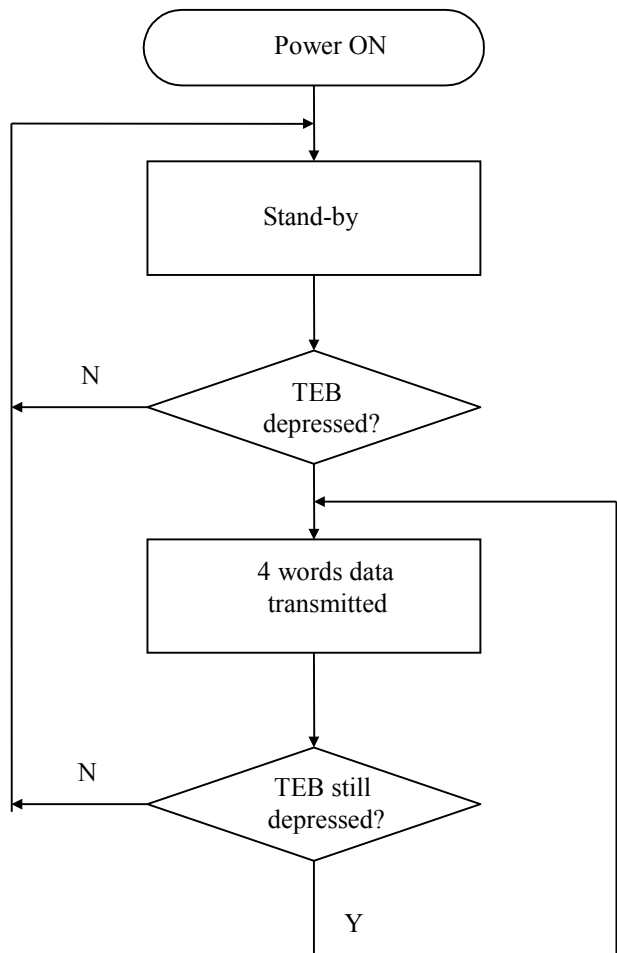 Power ON
Stand-by
N
TEB
depressed?
4 words data
transmitted
N
TEB still
depressed?
Y